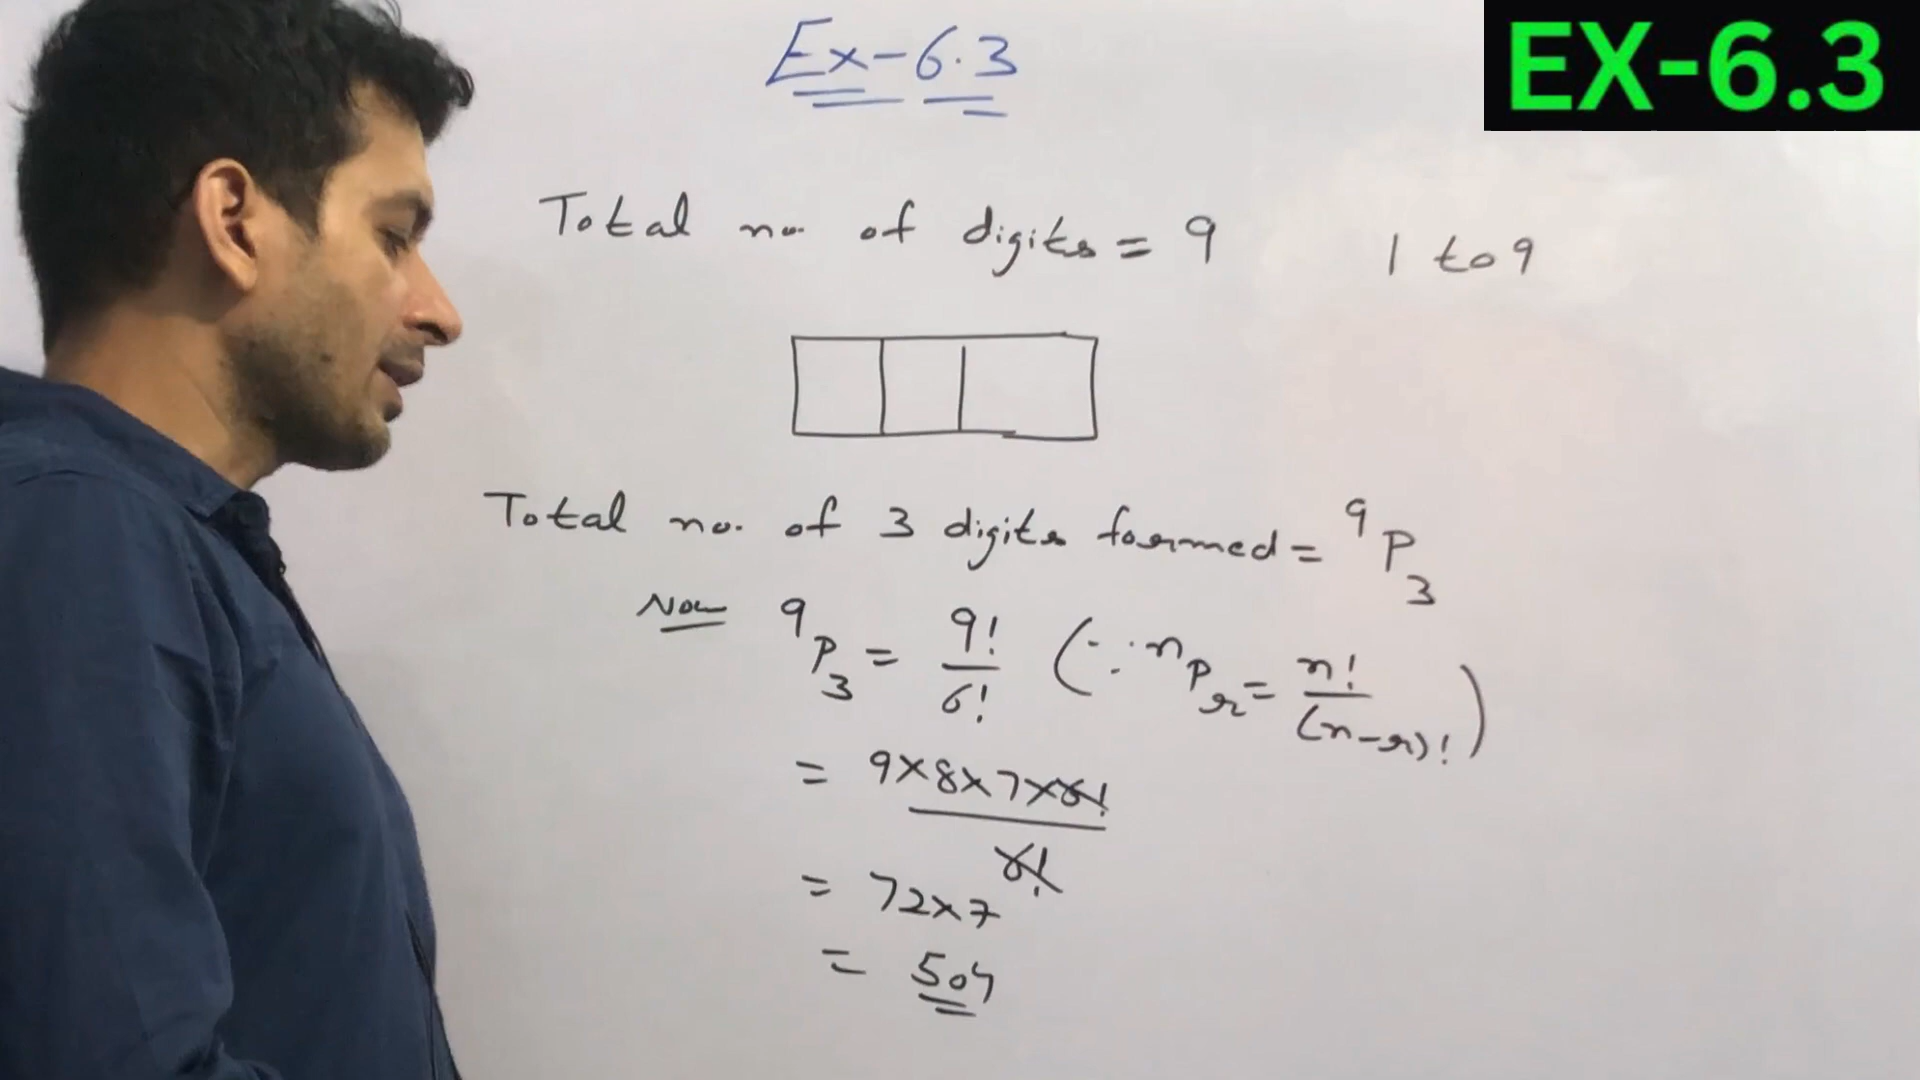 Ex-6.3
EX-6.3
Total no. of digits = 9 1 to 9
Total no. of 3 digits formed = ⁹P₃
Now ⁹P₃ = 9!/6! (∵ ⁿPᵣ = n!/(n-r)!)
= 9×8×7×6!/6!
= 72×7
= 504